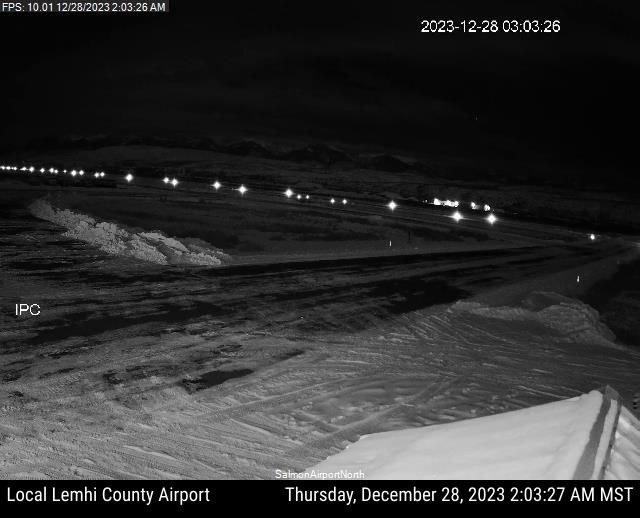 FPS: 10.01 12/28/2023 2:03:26 AM
2023-12-28 03:03:26
IPC
SalmonAirportNorth
Local Lemhi County Airport Thursday, December 28, 2023 2:03:27 AM MST